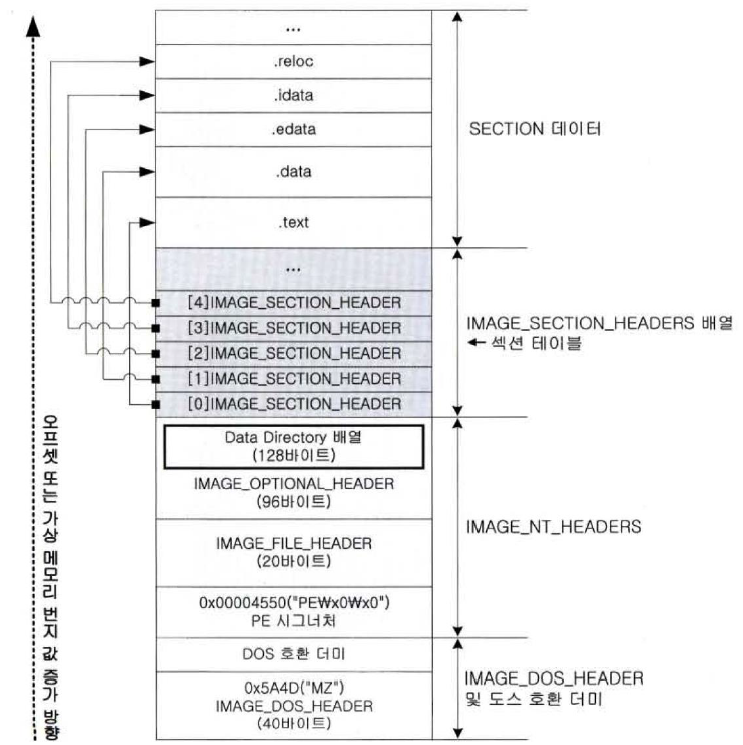 ...
.reloc
.idata
.edata
.data
.text
...
[4]IMAGE_SECTION_HEADER
[3]IMAGE_SECTION_HEADER
[2]IMAGE_SECTION_HEADER
[1]IMAGE_SECTION_HEADER
[0]IMAGE_SECTION_HEADER
Data Directory 배열
(128바이트)
IMAGE_OPTIONAL_HEADER
(96바이트)
IMAGE_FILE_HEADER
(20바이트)
0x00004550("PE₩x0₩x0")
PE 시그너처
DOS 호환 더미
0x5A4D("MZ")
IMAGE_DOS_HEADER
(40바이트)
SECTION 데이터
IMAGE_SECTION_HEADERS 배열
← 섹션 테이블
IMAGE_NT_HEADERS
IMAGE_DOS_HEADER
및 도스 호환 더미
오프셋 또는 가상 메모리 번지 값 증가 방향